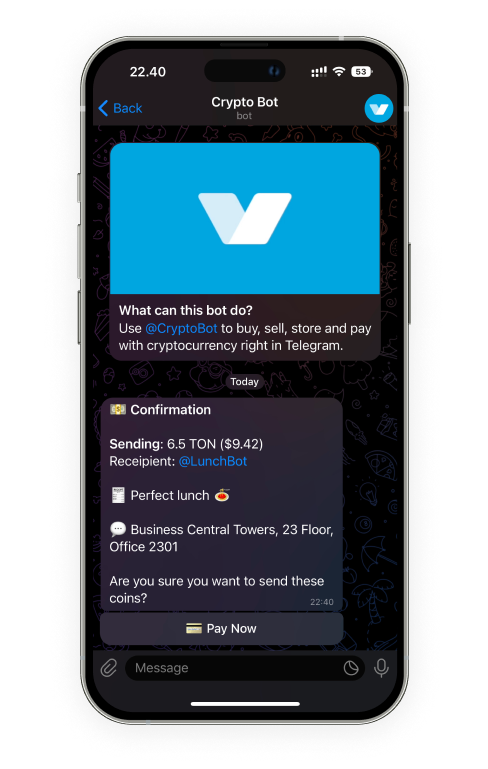 22.40
53
Back
Crypto Bot
bot
What can this bot do?
Use @CryptoBot to buy, sell, store and pay
with cryptocurrency right in Telegram.
Today
💴 Confirmation
Sending: 6.5 TON ($9.42)
Receipient: @LunchBot
🧾 Perfect lunch 🍝
💬 Business Central Towers, 23 Floor,
Office 2301
Are you sure you want to send these
coins?
22:40
💳 Pay Now
Message